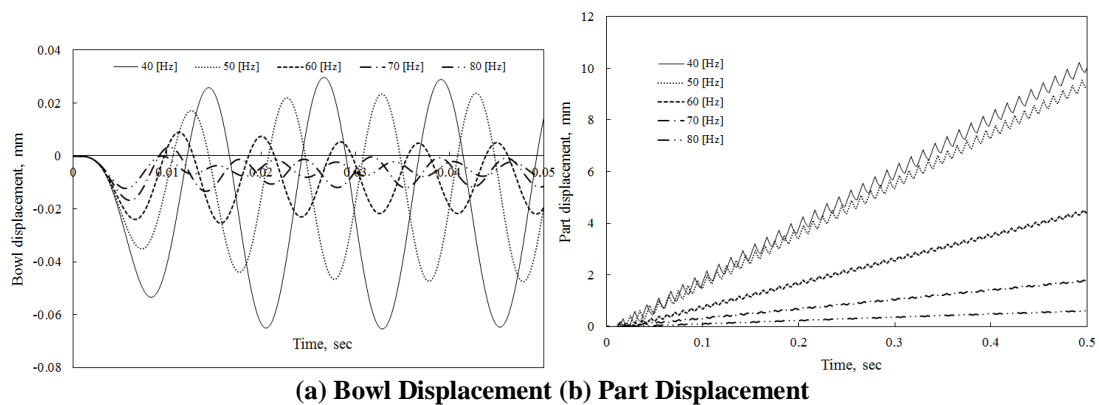 0.04
0.02
0
-0.02
-0.04
-0.06
-0.08
Bowl displacement, mm
40 [Hz] 50 [Hz] 60 [Hz] 70 [Hz] 80 [Hz]
0 0.01 0.02 0.03 0.04 0.05
Time, sec
12
10
8
6
4
2
0
Part displacement, mm
40 [Hz]
50 [Hz]
60 [Hz]
70 [Hz]
80 [Hz]
0 0.1 0.2 0.3 0.4 0.5
Time, sec
(a) Bowl Displacement (b) Part Displacement